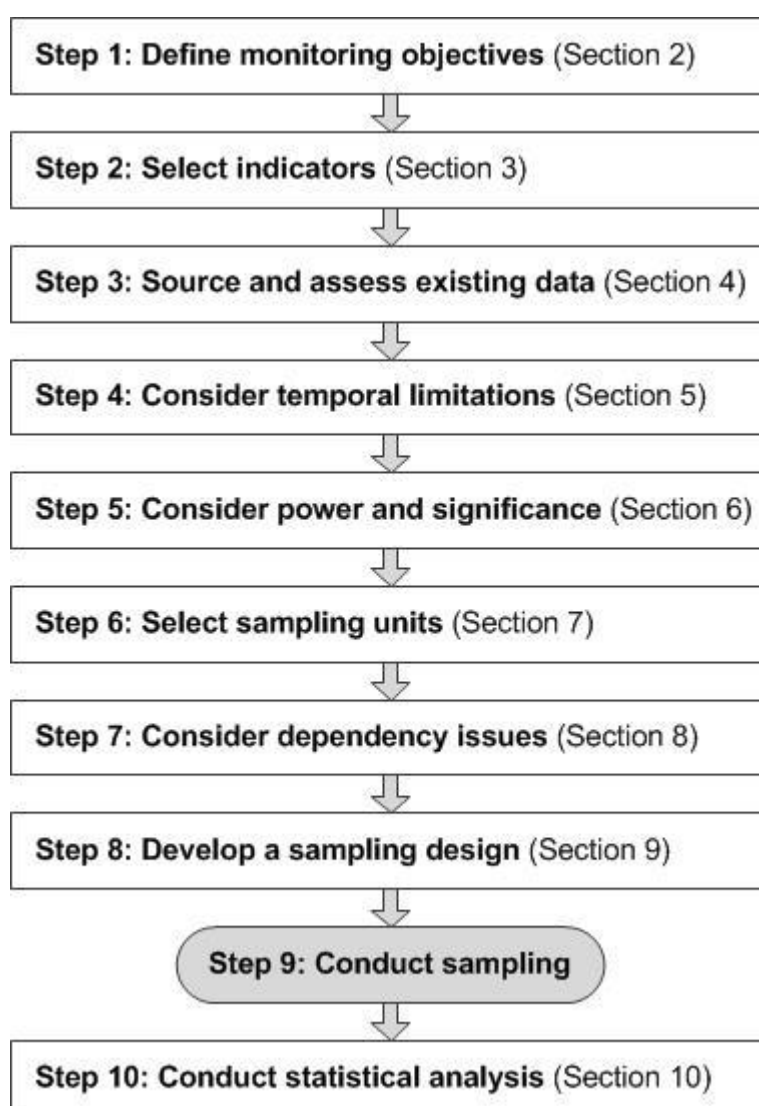 Step 1: Define monitoring objectives (Section 2)
Step 2: Select indicators (Section 3)
Step 3: Source and assess existing data (Section 4)
Step 4: Consider temporal limitations (Section 5)
Step 5: Consider power and significance (Section 6)
Step 6: Select sampling units (Section 7)
Step 7: Consider dependency issues (Section 8)
Step 8: Develop a sampling design (Section 9)
Step 9: Conduct sampling
Step 10: Conduct statistical analysis (Section 10)